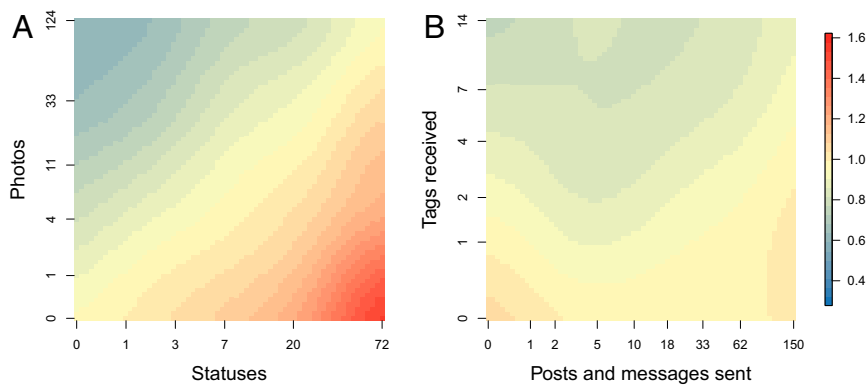 A
B
Photos
124
33
11
4
1
0
0 1 3 7 20 72
Statuses
Tags received
14
7
4
2
1
0
0 1 2 5 10 18 33 62 150
Posts and messages sent
1.6
1.4
1.2
1.0
0.8
0.6
0.4